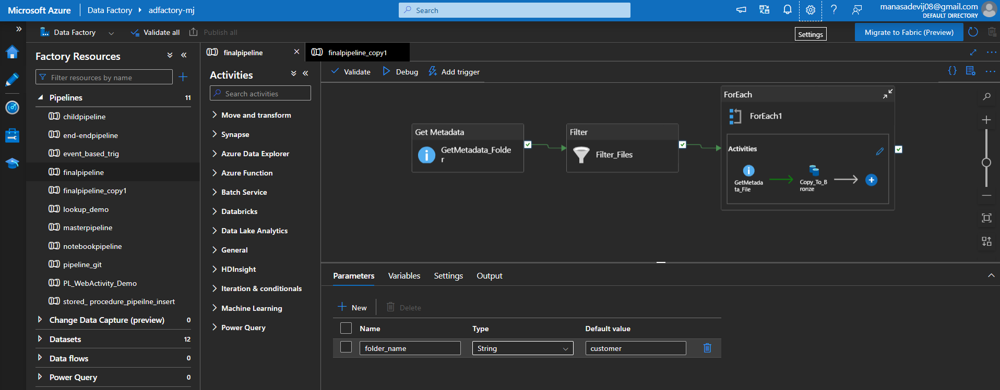 Microsoft Azure
Data Factory
adfactory-mj
Search
manasadevij08@gmail.com
DEFAULT DIRECTORY
Data Factory
Validate all
Publish all
Settings
Migrate to Fabric (Preview)
Factory Resources
Filter resources by name
Pipelines 11
childpipeline
end-endpipeline
event_based_trig
finalpipeline
finalpipeline_copy1
lookup_demo
masterpipeline
notebookpipeline
pipeline_git
PL_WebActivity_Demo
stored_ procedure_pipeilne_insert
Change Data Capture (preview) 0
Datasets 12
Data flows 0
Power Query 0
finalpipeline
finalpipeline_copy1
Activities
Search activities
Move and transform
Synapse
Azure Data Explorer
Azure Function
Batch Service
Databricks
Data Lake Analytics
General
HDInsight
Iteration & conditionals
Machine Learning
Power Query
Validate
Debug
Add trigger
Get Metadata
GetMetadata_Folde
r
Filter
Filter_Files
ForEach
ForEach1
Activities
GetMetada
ta_File
Copy_To_B
ronze
Parameters
Variables
Settings
Output
New
Delete
Name Type Default value
folder_name String customer